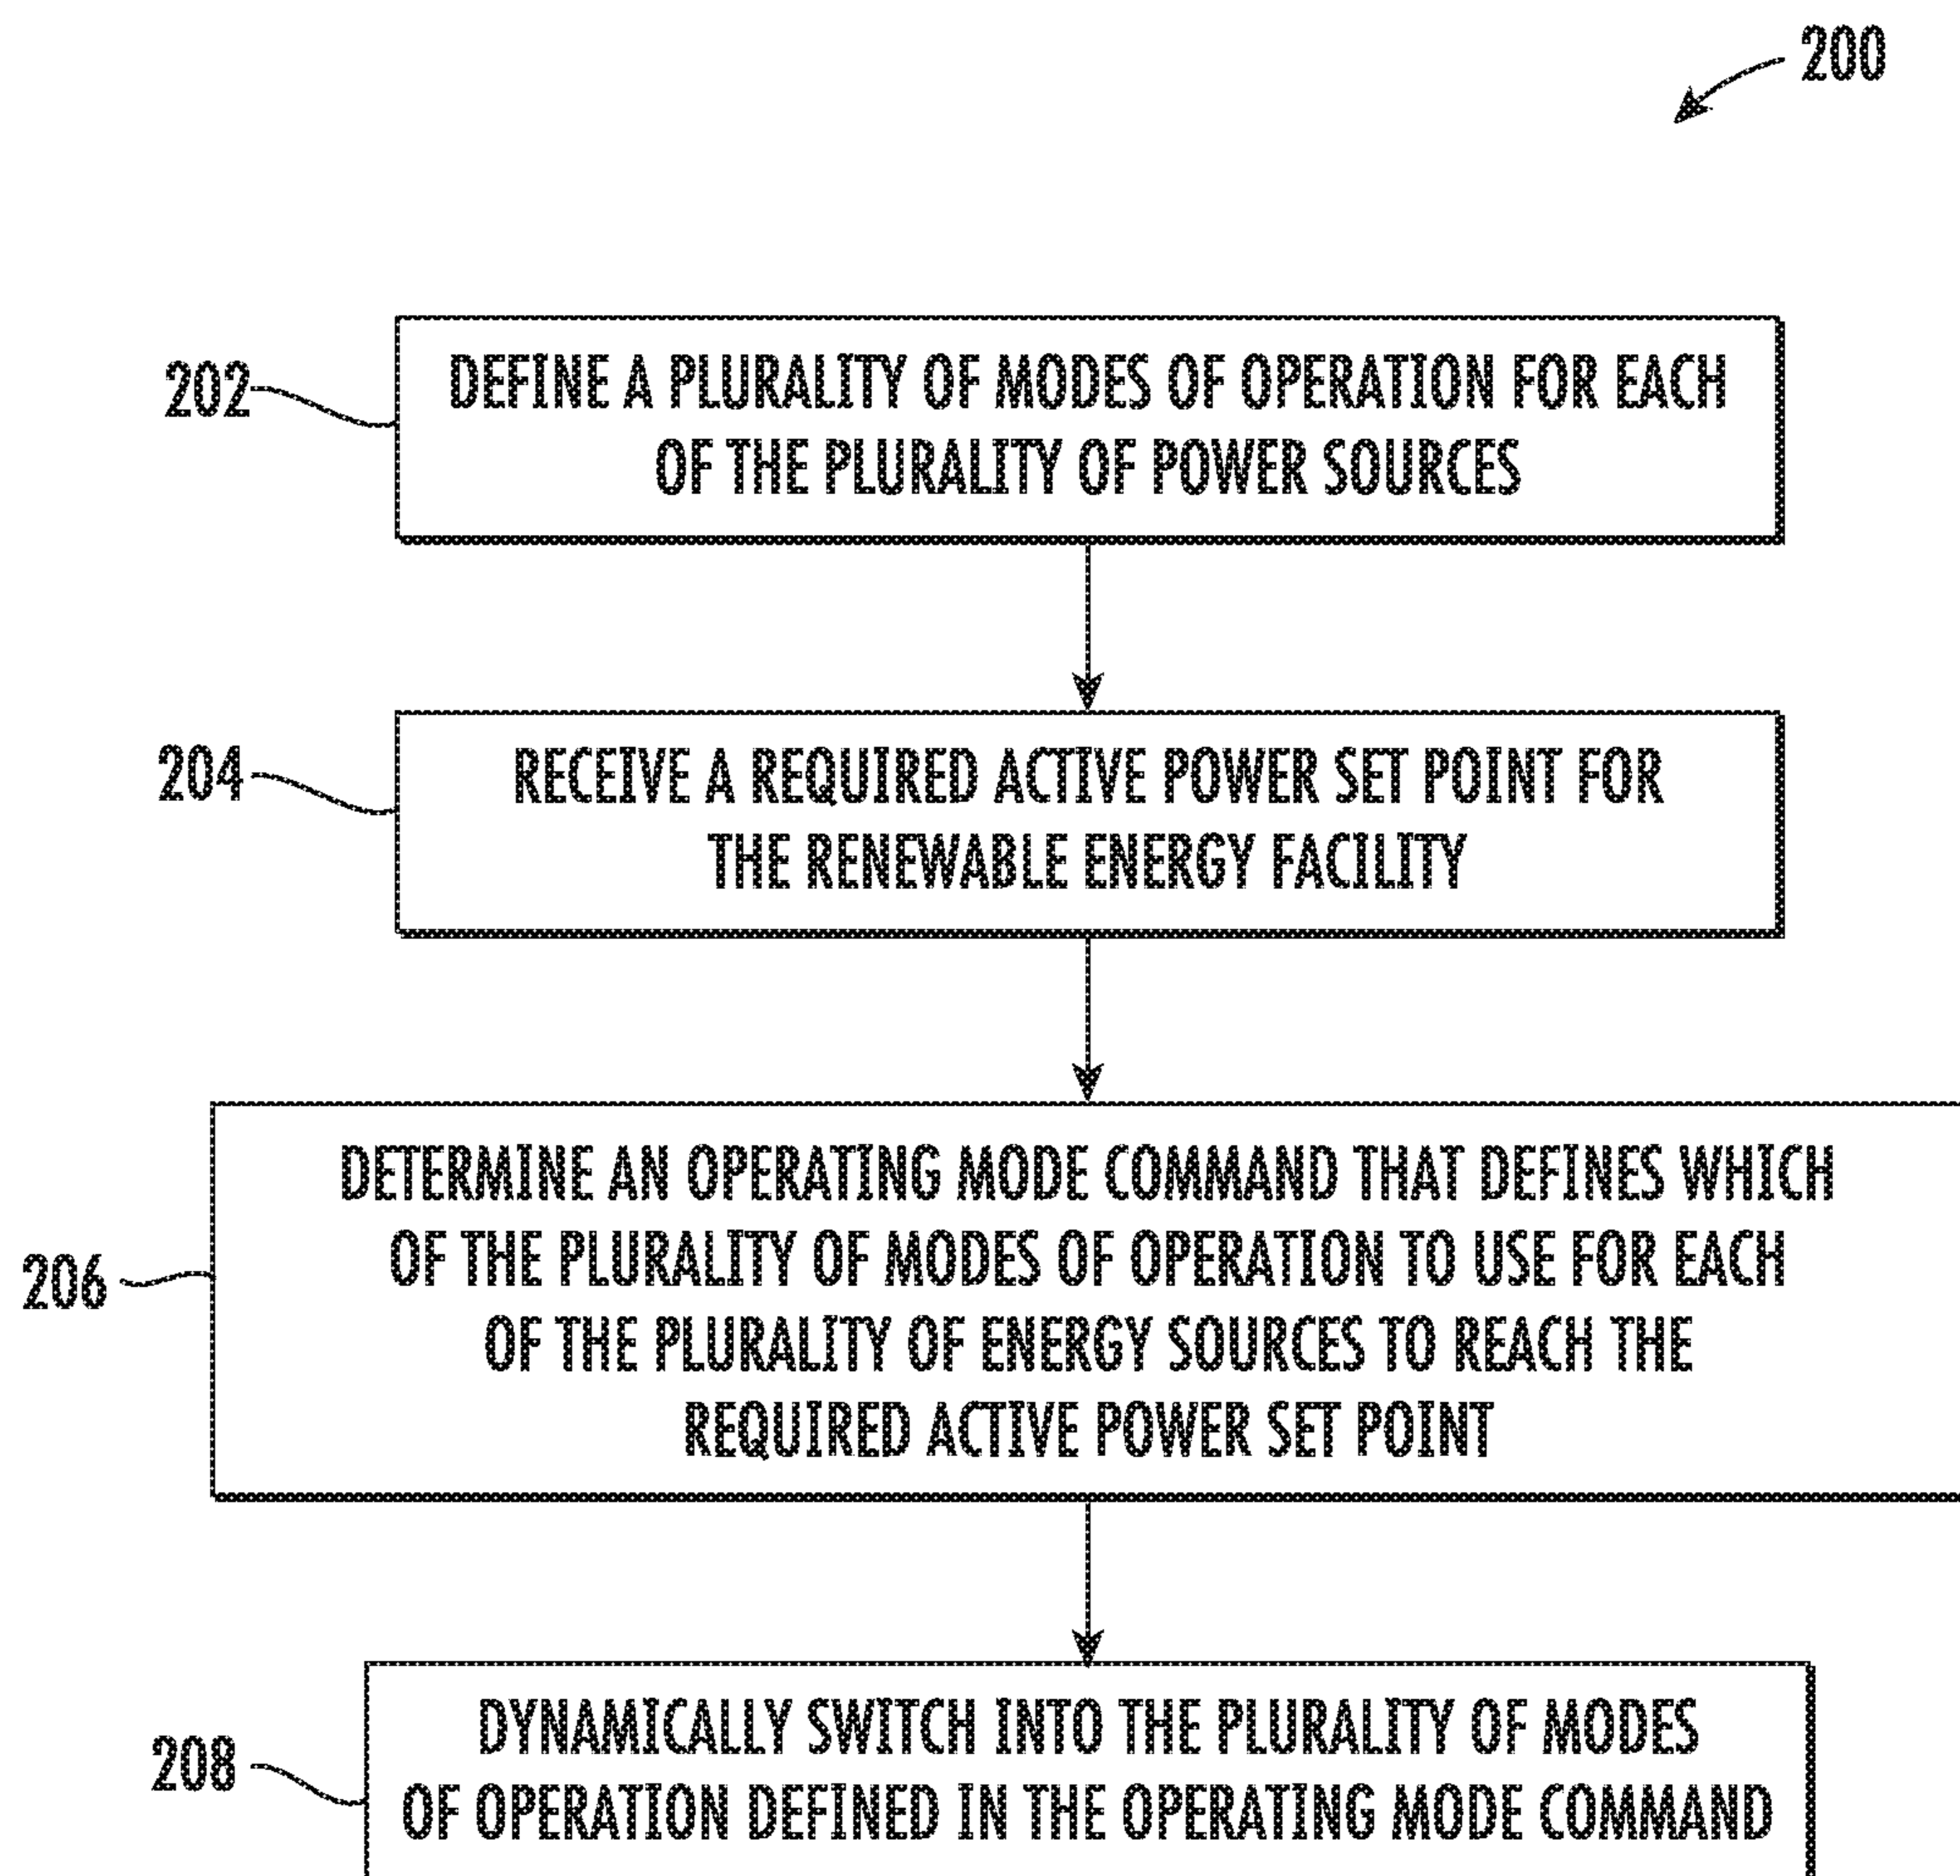 200
202
DEFINE A PLURALITY OF MODES OF OPERATION FOR EACH
OF THE PLURALITY OF POWER SOURCES
204
RECEIVE A REQUIRED ACTIVE POWER SET POINT FOR
THE RENEWABLE ENERGY FACILITY
206
DETERMINE AN OPERATING MODE COMMAND THAT DEFINES WHICH
OF THE PLURALITY OF MODES OF OPERATION TO USE FOR EACH
OF THE PLURALITY OF ENERGY SOURCES TO REACH THE
REQUIRED ACTIVE POWER SET POINT
208
DYNAMICALLY SWITCH INTO THE PLURALITY OF MODES
OF OPERATION DEFINED IN THE OPERATING MODE COMMAND